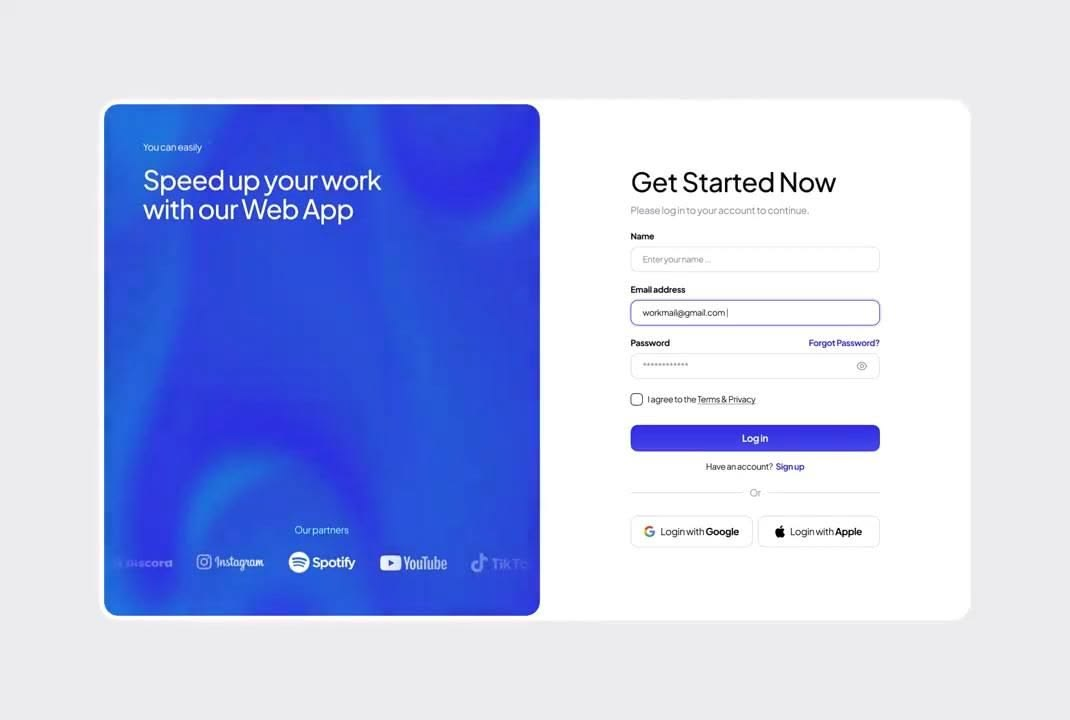 You can easily
Speed up your work
with our Web App
Our partners
Discord
Instagram
Spotify
YouTube
Get Started Now
Please log in to your account to continue.
Name
Enter your name ...
Email address
workmail@gmail.com
Password
Forgot Password?
************
I agree to the Terms & Privacy
Log in
Have an account? Sign up
Or
Login with Google
Login with Apple